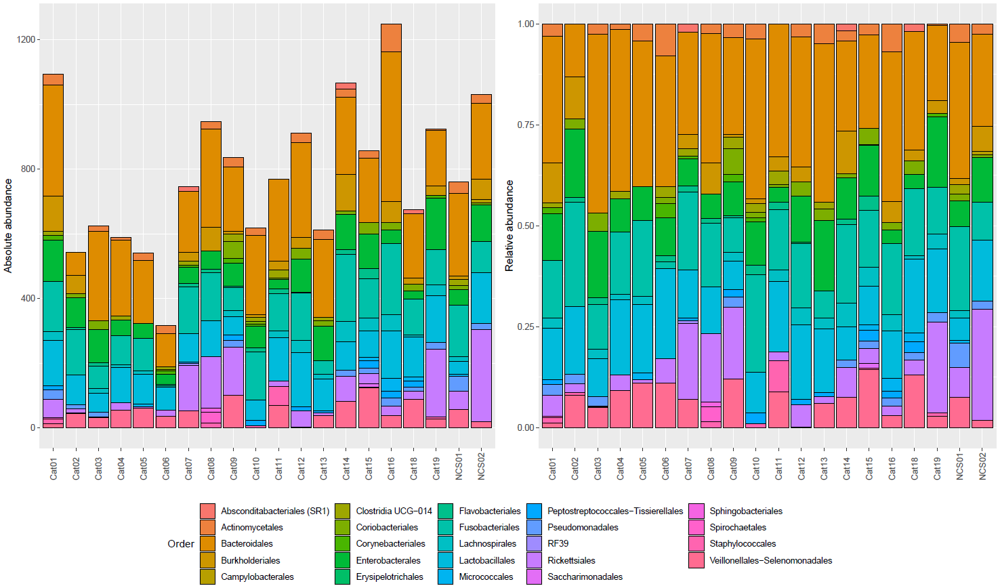 1200
800
400
0
Absolute abundance
Cat01 Cat02 Cat03 Cat04 Cat05 Cat06 Cat07 Cat08 Cat09 Cat10 Cat11 Cat12 Cat13 Cat14 Cat15 Cat16 Cat18 Cat19 NCS01 NCS02
1.00
0.75
0.50
0.25
0.00
Relative abundance
Cat01 Cat02 Cat03 Cat04 Cat05 Cat06 Cat07 Cat08 Cat09 Cat10 Cat11 Cat12 Cat13 Cat14 Cat15 Cat16 Cat18 Cat19 NCS01 NCS02
Order
Absconditabacteriales (SR1)
Actinomycetales
Bacteroidales
Burkholderiales
Campylobacterales
Clostridia UCG−014
Coriobacteriales
Corynebacteriales
Enterobacterales
Erysipelotrichales
Flavobacteriales
Fusobacteriales
Lachnospirales
Lactobacillales
Micrococcales
Peptostreptococcales−Tissierellales
Pseudomonadales
RF39
Rickettsiales
Saccharimonadales
Sphingobacteriales
Spirochaetales
Staphylococcales
Veillonellales−Selenomonadales